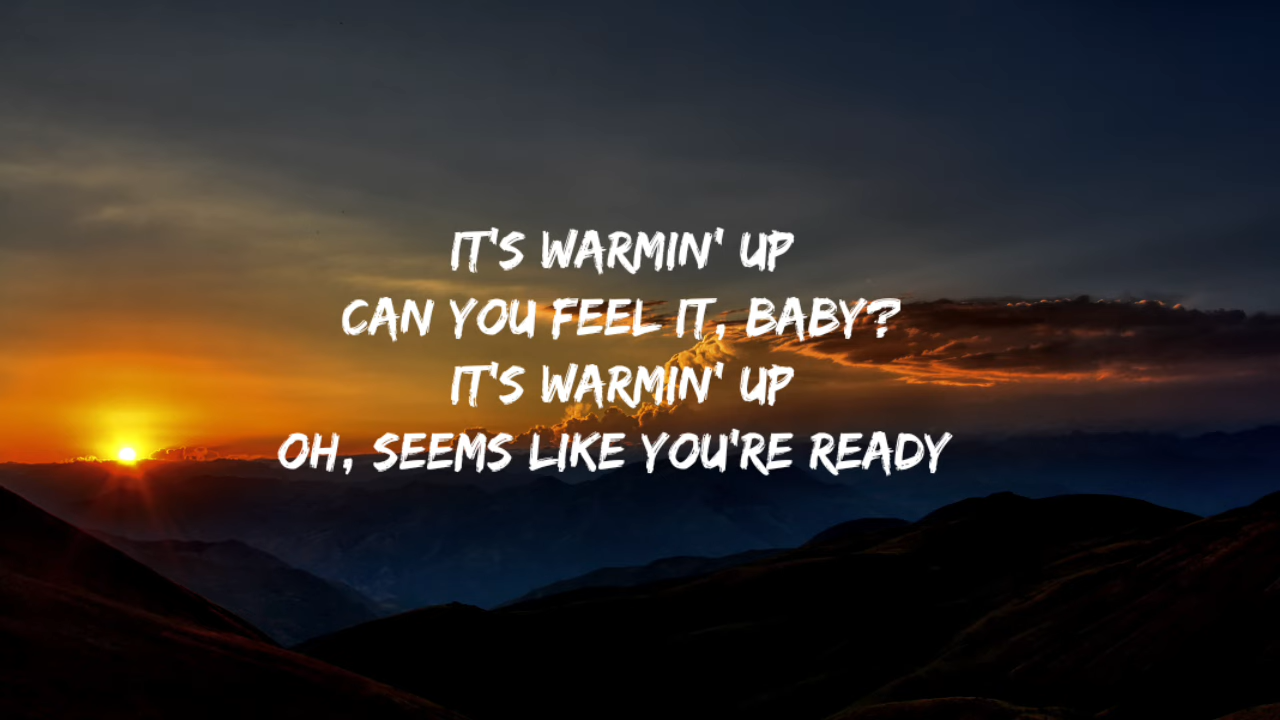 IT'S WARMIN' UP
CAN YOU FEEL IT, BABY?
IT'S WARMIN' UP
OH, SEEMS LIKE YOU'RE READY